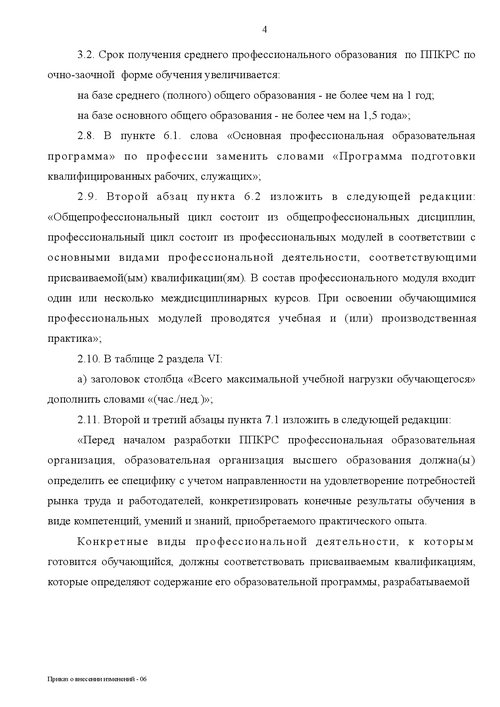 4
3.2. Срок получения среднего профессионального образования по ППКРС по
очно-заочной форме обучения увеличивается:
на базе среднего (полного) общего образования - не более чем на 1 год;
на базе основного общего образования - не более чем на 1,5 года»;
2.8. В пункте 6.1. слова «Основная профессиональная образовательная
программа» по профессии заменить словами «Программа подготовки
квалифицированных рабочих, служащих»;
2.9. Второй абзац пункта 6.2 изложить в следующей редакции:
«Общепрофессиональный цикл состоит из общепрофессиональных дисциплин,
профессиональный цикл состоит из профессиональных модулей в соответствии с
основными видами профессиональной деятельности, соответствующими
присваиваемой(ым) квалификации(ям). В состав профессионального модуля входит
один или несколько междисциплинарных курсов. При освоении обучающимися
профессиональных модулей проводятся учебная и (или) производственная
практика»;
2.10. В таблице 2 раздела VI:
а) заголовок столбца «Всего максимальной учебной нагрузки обучающегося»
дополнить словами «(час./нед.)»;
2.11. Второй и третий абзацы пункта 7.1 изложить в следующей редакции:
«Перед началом разработки ППКРС профессиональная образовательная
организация, образовательная организация высшего образования должна(ы)
определить ее специфику с учетом направленности на удовлетворение потребностей
рынка труда и работодателей, конкретизировать конечные результаты обучения в
виде компетенций, умений и знаний, приобретаемого практического опыта.
Конкретные виды профессиональной деятельности, к которым
готовится обучающийся, должны соответствовать присваиваемым квалификациям,
которые определяют содержание его образовательной программы, разрабатываемой
Приказ о внесении изменений - 06